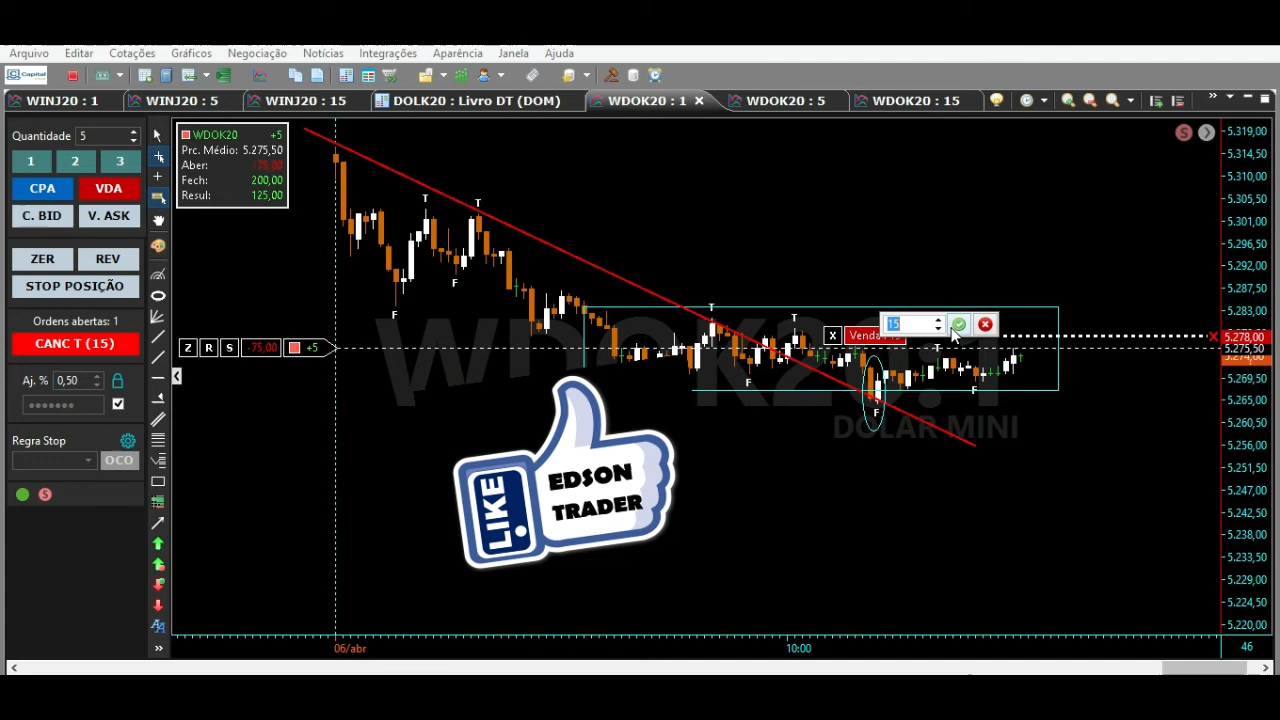 Arquivo Editar Cotações Gráficos Negociação Notícias Integrações Aparência Janela Ajuda
Capital
WINJ20 : 1 WINJ20 : 5 WINJ20 : 15 DOLK20 : Livro DT (DOM) WDOK20 : 1 WDOK20 : 5 WDOK20 : 15
Quantidade 5
1 2 3
CPA VDA
C. BID V. ASK
ZER REV
STOP POSIÇÃO
Ordens abertas: 1
CANC T (15)
Aj. % 0,50
Regra Stop
OCO
S
WDOK20 +5
Prc. Médio: 5.275,50
Aber: -75,00
Fech: 200,00
Resul: 125,00
S
T T
F F
T T T
F F F
Z R S -75,00 +5
X Venda
15
WDOK20:1
DOLAR MINI
LIKE
EDSON
TRADER
5.319,00
5.314,50
5.310,00
5.305,50
5.301,00
5.296,50
5.292,00
5.287,50
5.283,00
5.278,00
5.275,50
5.274,00
5.269,50
5.265,00
5.260,50
5.256,00
5.251,50
5.247,00
5.242,50
5.238,00
5.233,50
5.229,00
5.224,50
5.220,00
06/abr 10:00 46